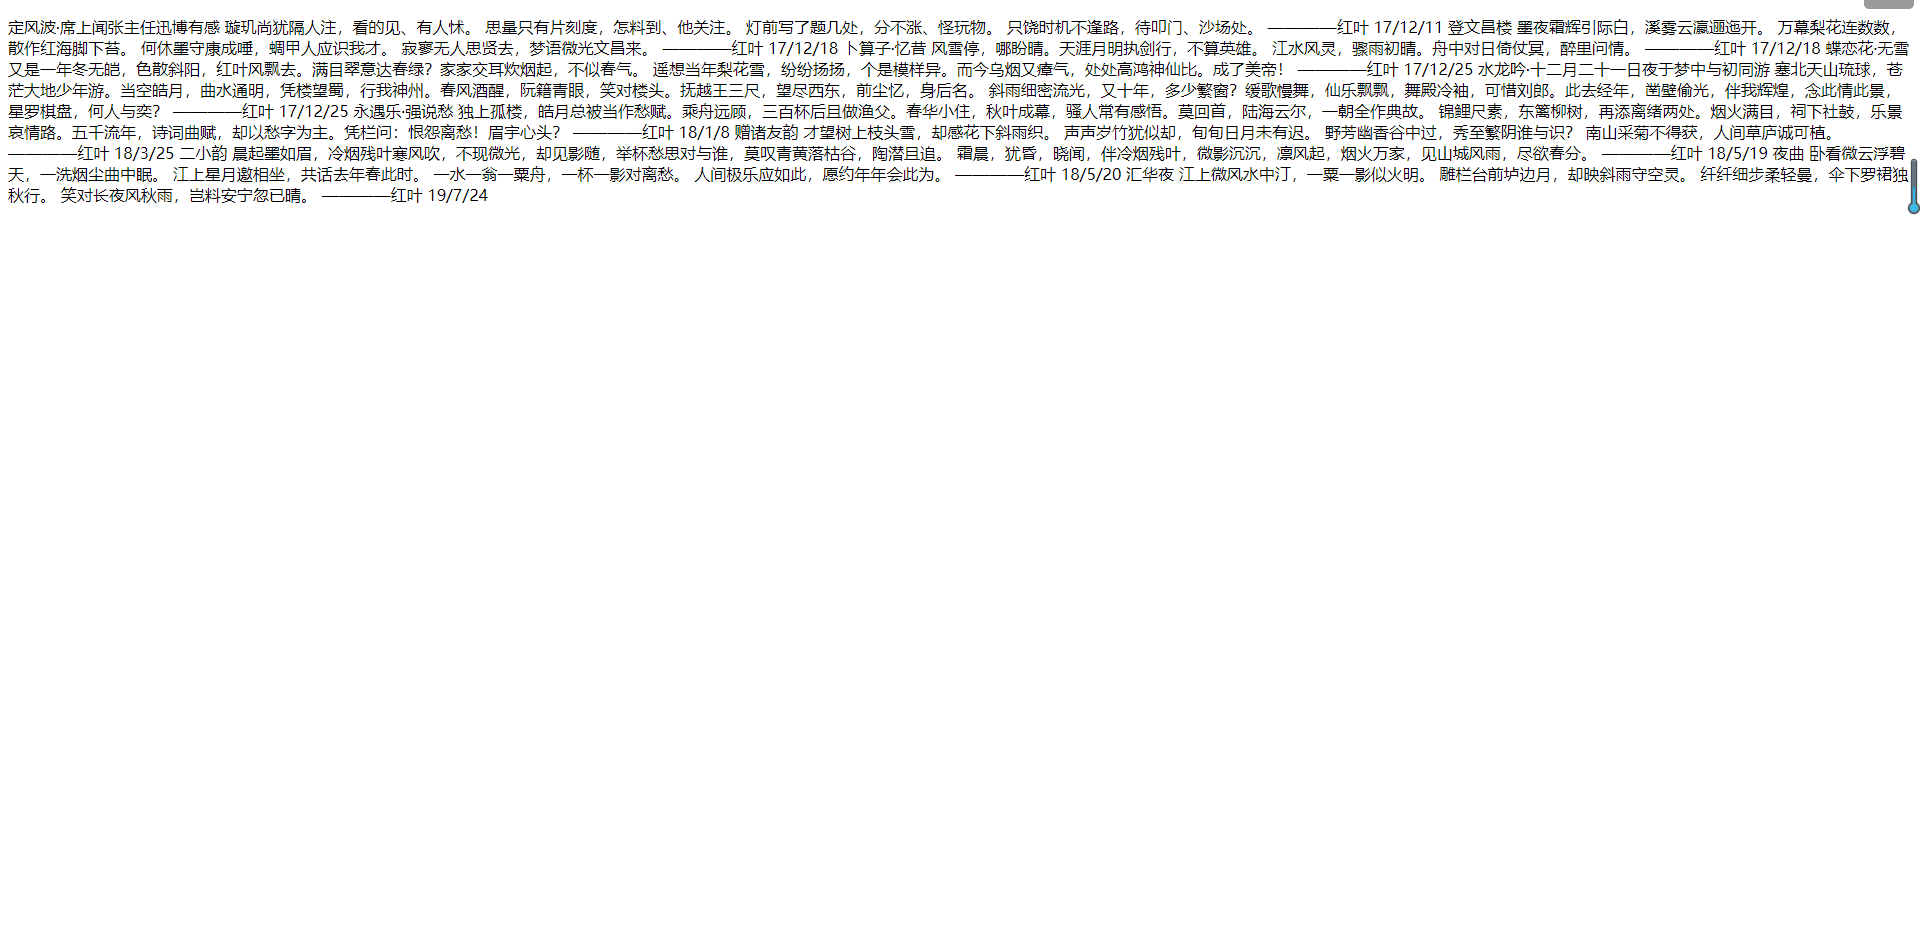 定风波·席上闻张主任迅博有感 璇玑尚犹隔人注，看的见、有人怵。 思量只有片刻度，怎料到、他关注。 灯前写了题几处，分不涨、怪玩物。 只饶时机不逢路，待叩门、沙场处。 ————红叶 17/12/11 登文昌楼 墨夜霜辉引际白，溪雾云瀛逦迤开。 万幕梨花连数数，
散作红海脚下苔。 何休墨守康成唾，蜩甲人应识我才。 寂寥无人思贤去，梦语微光文昌来。 ————红叶 17/12/18 卜算子·忆昔 风雪停，哪盼晴。天涯月明执剑行，不算英雄。 江水风灵，骤雨初晴。舟中对日倚仗冥，醉里问情。 ————红叶 17/12/18 蝶恋花·无雪
又是一年冬无皑，色散斜阳，红叶风飘去。满目翠意达春绿？家家交耳炊烟起，不似春气。 遥想当年梨花雪，纷纷扬扬，个是模样异。而今乌烟又瘴气，处处高鸿神仙比。成了美帝！ ————红叶 17/12/25 水龙吟·十二月二十一日夜于梦中与初同游 塞北天山琉球，苍
茫大地少年游。当空皓月，曲水通明，凭楼望蜀，行我神州。春风酒醒，阮籍青眼，笑对楼头。抚越王三尺，望尽西东，前尘忆，身后名。 斜雨细密流光，又十年，多少繁窗？缓歌慢舞，仙乐飘飘，舞殿冷袖，可惜刘郎。此去经年，凿壁偷光，伴我辉煌，念此情此景，
星罗棋盘，何人与奕？ ————红叶 17/12/25 永遇乐·强说愁 独上孤楼，皓月总被当作愁赋。乘舟远顾，三百杯后且做渔父。春华小住，秋叶成幕，骚人常有感悟。莫回首，陆海云尔，一朝全作典故。 锦鲤尺素，东篱柳树，再添离绪两处。烟火满目，祠下社鼓，乐景
哀情路。五千流年，诗词曲赋，却以愁字为主。凭栏问：恨怨离愁！眉宇心头？ ————红叶 18/1/8 赠诸友韵 才望树上枝头雪，却感花下斜雨织。 声声岁竹犹似却，旬旬日月未有迟。 野芳幽香谷中过，秀至繁阴谁与识？ 南山采菊不得获，人间草庐诚可植。
————红叶 18/3/25 二小韵 晨起墨如眉，冷烟残叶寒风吹，不现微光，却见影随，举杯愁思对与谁，莫叹青黄落枯谷，陶潜且追。 霜晨，犹昏，晓闻，伴冷烟残叶，微影沉沉，凛风起，烟火万家，见山城风雨，尽欲春分。 ————红叶 18/5/19 夜曲 卧看微云浮碧
天，一洗烟尘曲中眠。 江上星月邀相坐，共话去年春此时。 一水一翁一粟舟，一杯一影对离愁。 人间极乐应如此，愿约年年会此为。 ————红叶 18/5/20 汇华夜 江上微风水中汀，一粟一影似火明。 雕栏台前垆边月，却映斜雨守空灵。 纤纤细步柔轻曼，伞下罗裙独
秋行。 笑对长夜风秋雨，岂料安宁忽已晴。 ————红叶 19/7/24